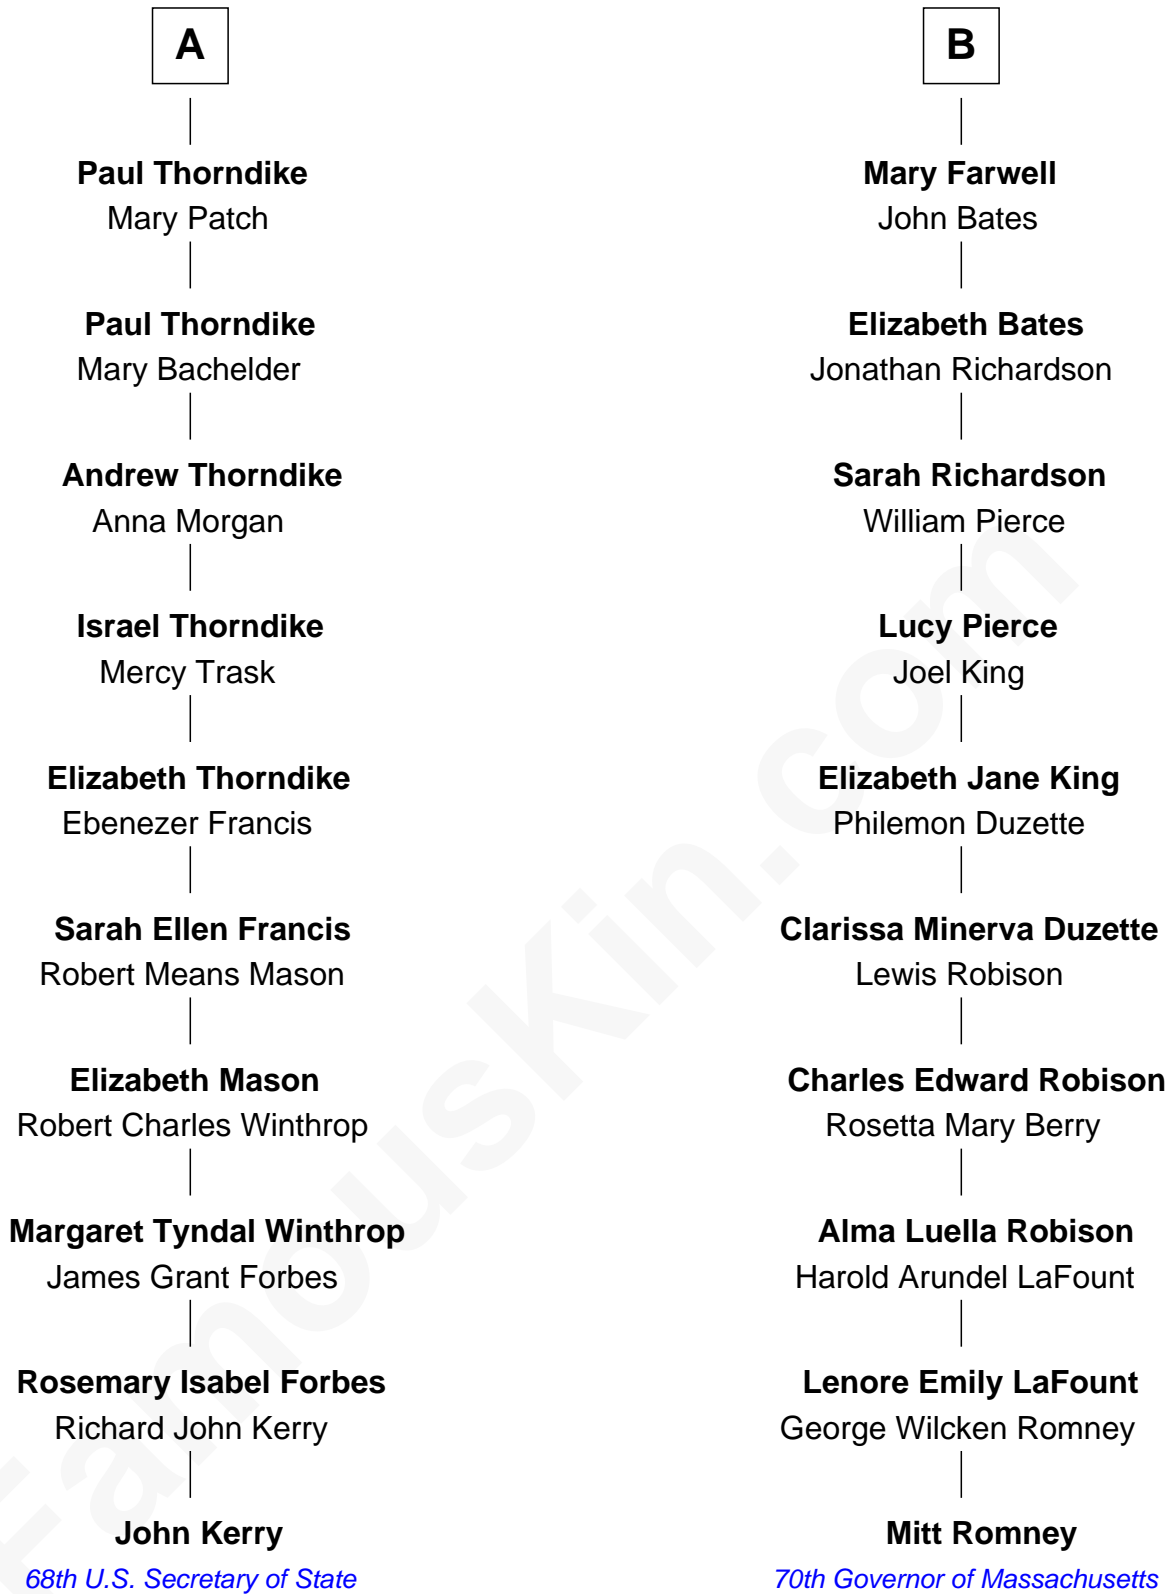 A
Paul Thorndike
Mary Patch
Paul Thorndike
Mary Bachelder
Andrew Thorndike
Anna Morgan
Israel Thorndike
Mercy Trask
Elizabeth Thorndike
Ebenezer Francis
Sarah Ellen Francis
Robert Means Mason
Elizabeth Mason
Robert Charles Winthrop
Margaret Tyndal Winthrop
James Grant Forbes
Rosemary Isabel Forbes
Richard John Kerry
John Kerry
68th U.S. Secretary of State
B
Mary Farwell
John Bates
Elizabeth Bates
Jonathan Richardson
Sarah Richardson
William Pierce
Lucy Pierce
Joel King
Elizabeth Jane King
Philemon Duzette
Clarissa Minerva Duzette
Lewis Robison
Charles Edward Robison
Rosetta Mary Berry
Alma Luella Robison
Harold Arundel LaFount
Lenore Emily LaFount
George Wilcken Romney
Mitt Romney
70th Governor of Massachusetts
FamousKin.com